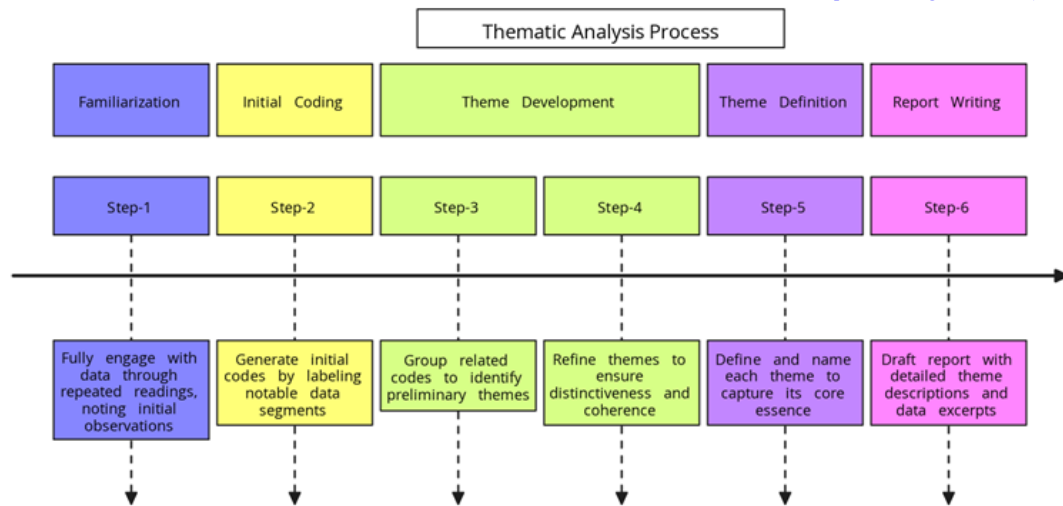 Thematic Analysis Process
Familiarization
Initial Coding
Theme Development
Theme Definition
Report Writing
Step-1
Step-2
Step-3
Step-4
Step-5
Step-6
Fully engage with
data through
repeated readings,
noting initial
observations
Generate initial
codes by labeling
notable data
segments
Group related
codes to identify
preliminary themes
Refine themes to
ensure
distinctiveness and
coherence
Define and name
each theme to
capture its core
essence
Draft report with
detailed theme
descriptions and
data excerpts